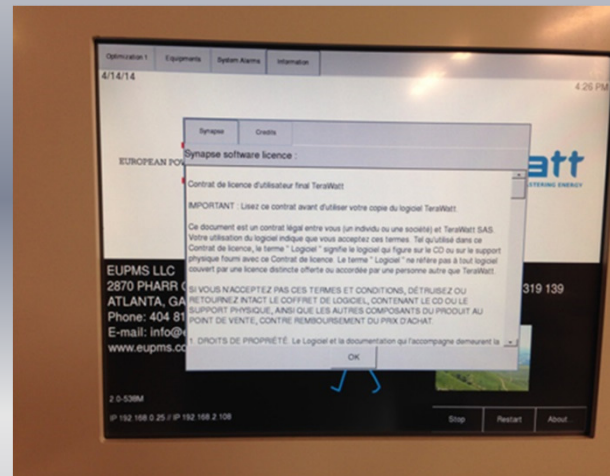 Optimization 1 Equipments System Alarms Information
4/14/14
4:26 PM
Synapse Credits
Synapse software licence :
EUROPEAN POW
att
STERING ENERGY
Contrat de licence d'utilisateur final TeraWatt
IMPORTANT : Lisez ce contrat avant d'utiliser votre copie du logiciel TeraWatt.
Ce document est un contrat légal entre vous (un individu ou une société) et TeraWatt SAS.
Votre utilisation du logiciel indique que vous acceptez ces termes. Tel qu'utilisé dans ce
Contrat de licence, le terme " Logiciel " signifie le logiciel qui figure sur le CD ou sur le support
physique fourni avec ce Contrat de licence. Le terme " Logiciel " ne réfère pas à tout logiciel
couvert par une licence distincte offerte ou accordée par une personne autre que TeraWatt.
SI VOUS N'ACCEPTEZ PAS CES TERMES ET CONDITIONS, DÉTRUISEZ OU
RETOURNEZ INTACT LE COFFRET DE LOGICIEL, CONTENANT LE CD OU LE
SUPPORT PHYSIQUE, AINSI QUE LES AUTRES COMPOSANTS DU PRODUIT AU
POINT DE VENTE, CONTRE REMBOURSEMENT DU PRIX D'ACHAT.
1. DROITS DE PROPRIÉTÉ. Le Logiciel et la documentation qui l'accompagne demeurent la
OK
EUPMS LLC
2870 PHARR
ATLANTA, GA
Phone: 404 81
E-mail: info@e
www.eupms.co
319 139
2.0-538M
IP 192.168.0.25 // IP 192.168.2.108
Stop Restart About...